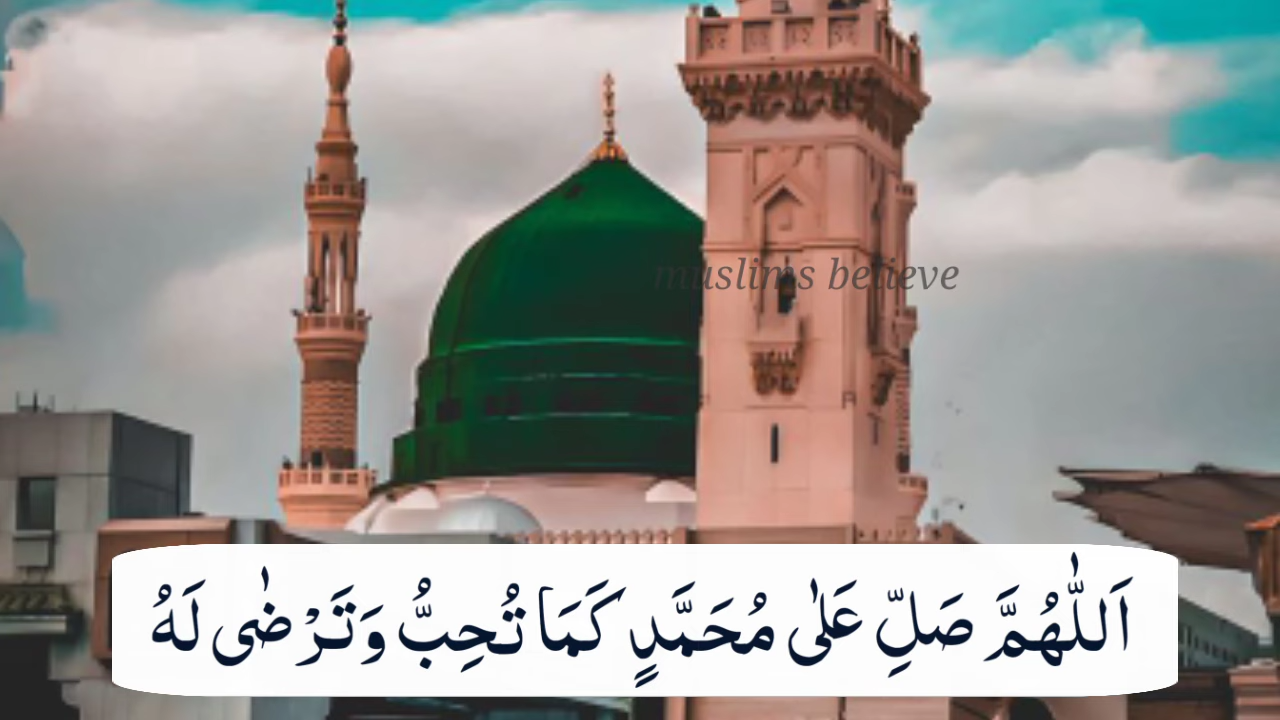 muslims believe
اَللّٰهُمَّ صَلِّ عَلٰى مُحَمَّدٍ كَمَا تُحِبُّ وَتَرْضٰى لَهُ